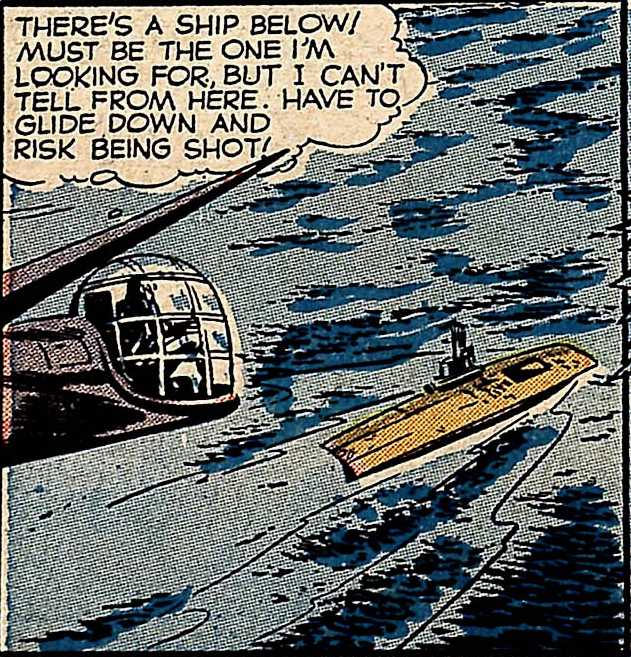 THERE'S A SHIP BELOW!
MUST BE THE ONE I'M
LOOKING FOR, BUT I CAN'T
TELL FROM HERE. HAVE TO
GLIDE DOWN AND
RISK BEING SHOT!